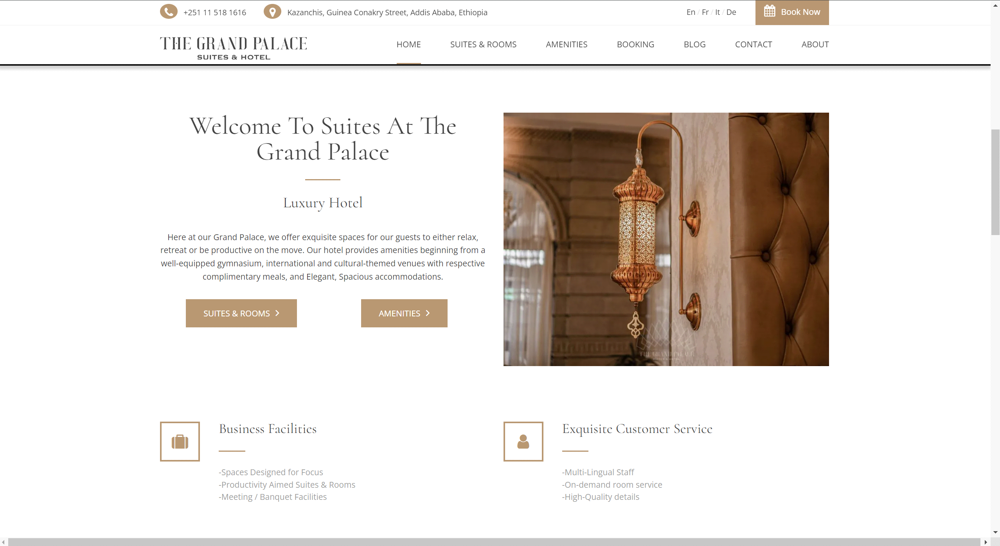 +251 11 518 1616
Kazanchis, Guinea Conakry Street, Addis Ababa, Ethiopia
En / Fr / It / De
Book Now
THE GRAND PALACE
SUITES & HOTEL
HOME
SUITES & ROOMS
AMENITIES
BOOKING
BLOG
CONTACT
ABOUT
Welcome To Suites At The
Grand Palace
Luxury Hotel
Here at our Grand Palace, we offer exquisite spaces for our guests to either relax,
retreat or be productive on the move. Our hotel provides amenities beginning from a
well-equipped gymnasium, international and cultural-themed venues with respective
complimentary meals, and Elegant, Spacious accommodations.
SUITES & ROOMS
AMENITIES
THE GRAND PALACE
SUITES & HOTEL
Business Facilities
-Spaces Designed for Focus
-Productivity Aimed Suites & Rooms
-Meeting / Banquet Facilities
Exquisite Customer Service
-Multi-Lingual Staff
-On-demand room service
-High-Quality details